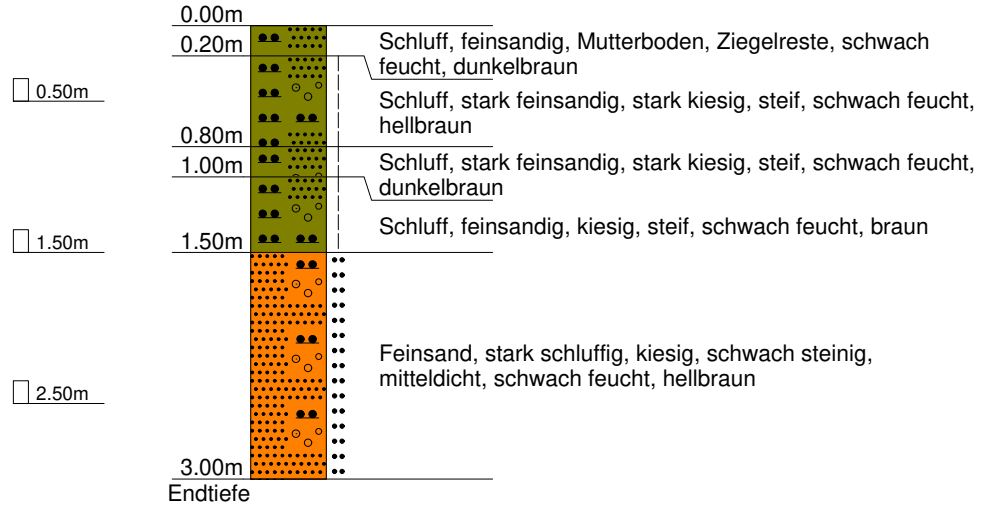 0.00m
0.20m
Schluff, feinsandig, Mutterboden, Ziegelreste, schwach
feucht, dunkelbraun
0.50m
Schluff, stark feinsandig, stark kiesig, steif, schwach feucht,
hellbraun
0.80m
Schluff, stark feinsandig, stark kiesig, steif, schwach feucht,
dunkelbraun
1.00m
Schluff, feinsandig, kiesig, steif, schwach feucht, braun
1.50m
1.50m
Feinsand, stark schluffig, kiesig, schwach steinig,
mitteldicht, schwach feucht, hellbraun
2.50m
3.00m
Endtiefe